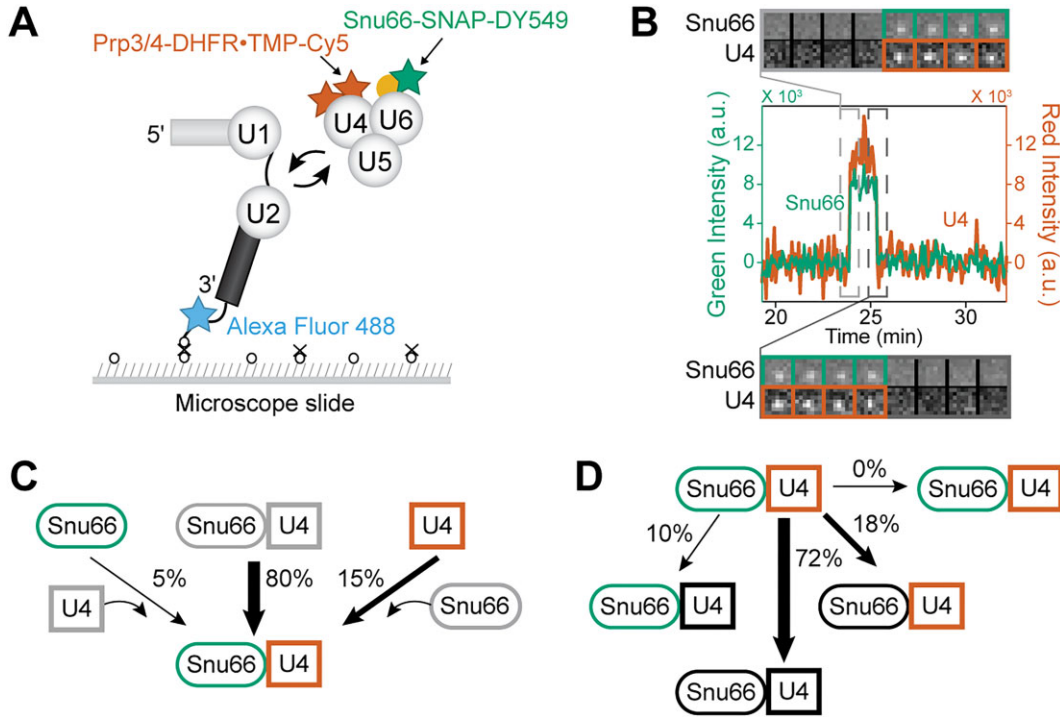 A
Snu66-SNAP-DY549
Prp3/4-DHFR•TMP-Cy5
5'
U1
U4
U6
U5
U2
3'
Alexa Fluor 488
Microscope slide
B
Snu66
U4
X 10³
X 10³
Green Intensity (a.u.)
Red Intensity (a.u.)
12
8
4
0
12
8
4
0
Snu66
U4
20
25
30
Time (min)
Snu66
U4
C
Snu66
Snu66
U4
U4
5%
80%
15%
U4
Snu66
Snu66
U4
D
Snu66
U4
0%
Snu66
U4
10%
72%
18%
Snu66
U4
Snu66
U4
Snu66
U4